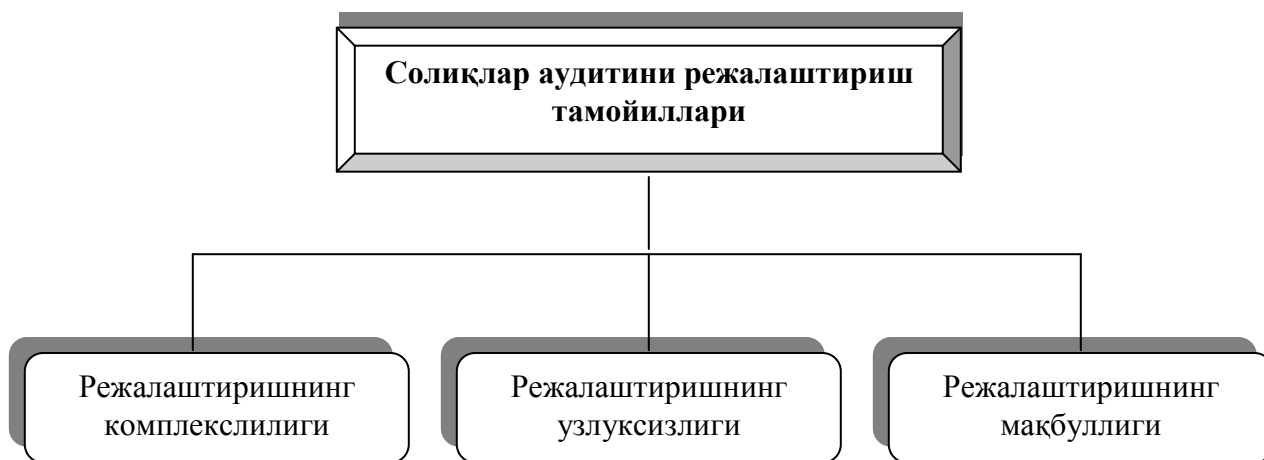 Солиқлар аудитини режалаштириш
тамойиллари
Режалаштиришнинг
комплекслилиги
Режалаштиришнинг
узлуксизлиги
Режалаштиришнинг
мақбуллиги